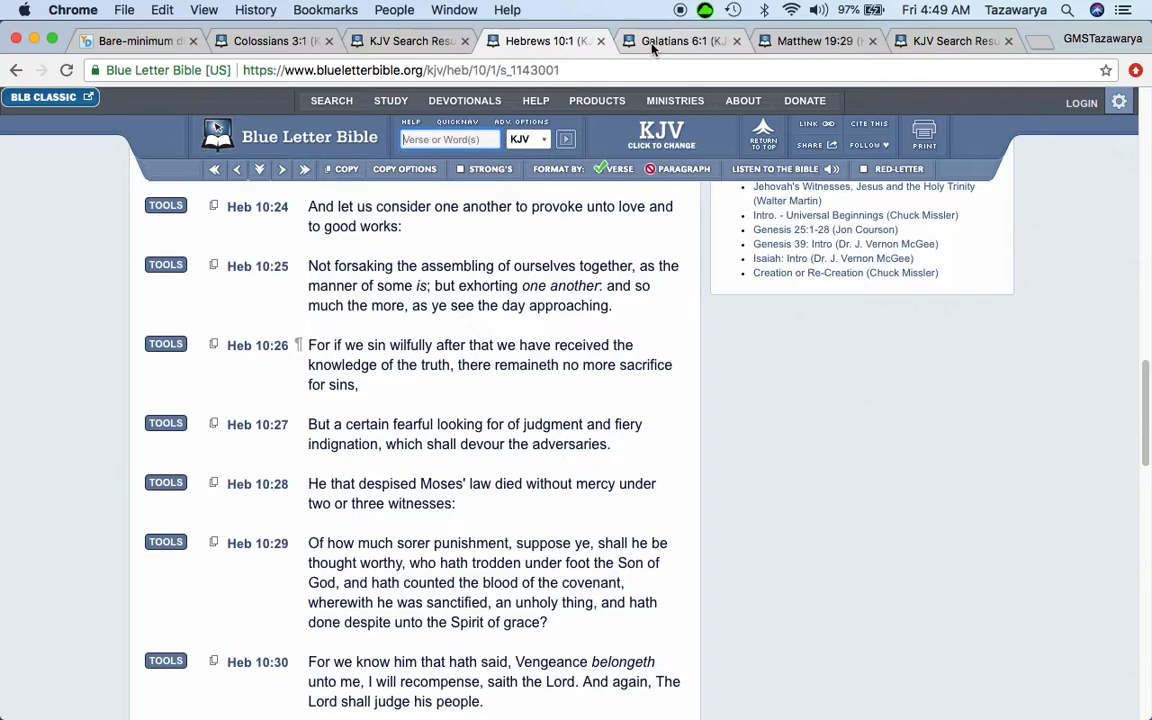 Chrome File Edit View History Bookmarks People Window Help 97% Fri 4:49 AM Tazawarya
Bare-minimum di Colossians 3:1 (K KJV Search Resu Hebrews 10:1 (K Galatians 6:1 (KJ Matthew 19:29 ( KJV Search Resu GMSTazawarya
Blue Letter Bible [US] https://www.blueletterbible.org/kjv/heb/10/1/s_1143001
BLB CLASSIC
SEARCH STUDY DEVOTIONALS HELP PRODUCTS MINISTRIES ABOUT DONATE LOGIN
HELP QUICKNAV ADV. OPTIONS
Blue Letter Bible Verse or Word(s) KJV
KJV
CLICK TO CHANGE
RETURN
TO TOP
LINK CITE THIS
SHARE FOLLOW
PRINT
COPY COPY OPTIONS STRONG'S FORMAT BY: VERSE PARAGRAPH LISTEN TO THE BIBLE RED-LETTER
TOOLS Heb 10:24 And let us consider one another to provoke unto love and
to good works:
TOOLS Heb 10:25 Not forsaking the assembling of ourselves together, as the
manner of some is; but exhorting one another: and so
much the more, as ye see the day approaching.
TOOLS Heb 10:26 ¶ For if we sin wilfully after that we have received the
knowledge of the truth, there remaineth no more sacrifice
for sins,
TOOLS Heb 10:27 But a certain fearful looking for of judgment and fiery
indignation, which shall devour the adversaries.
TOOLS Heb 10:28 He that despised Moses' law died without mercy under
two or three witnesses:
TOOLS Heb 10:29 Of how much sorer punishment, suppose ye, shall he be
thought worthy, who hath trodden under foot the Son of
God, and hath counted the blood of the covenant,
wherewith he was sanctified, an unholy thing, and hath
done despite unto the Spirit of grace?
TOOLS Heb 10:30 For we know him that hath said, Vengeance belongeth
unto me, I will recompense, saith the Lord. And again, The
Lord shall judge his people.
Jehovah's Witnesses, Jesus and the Holy Trinity
(Walter Martin)
Intro. - Universal Beginnings (Chuck Missler)
Genesis 25:1-28 (Jon Courson)
Genesis 39: Intro (Dr. J. Vernon McGee)
Isaiah: Intro (Dr. J. Vernon McGee)
Creation or Re-Creation (Chuck Missler)